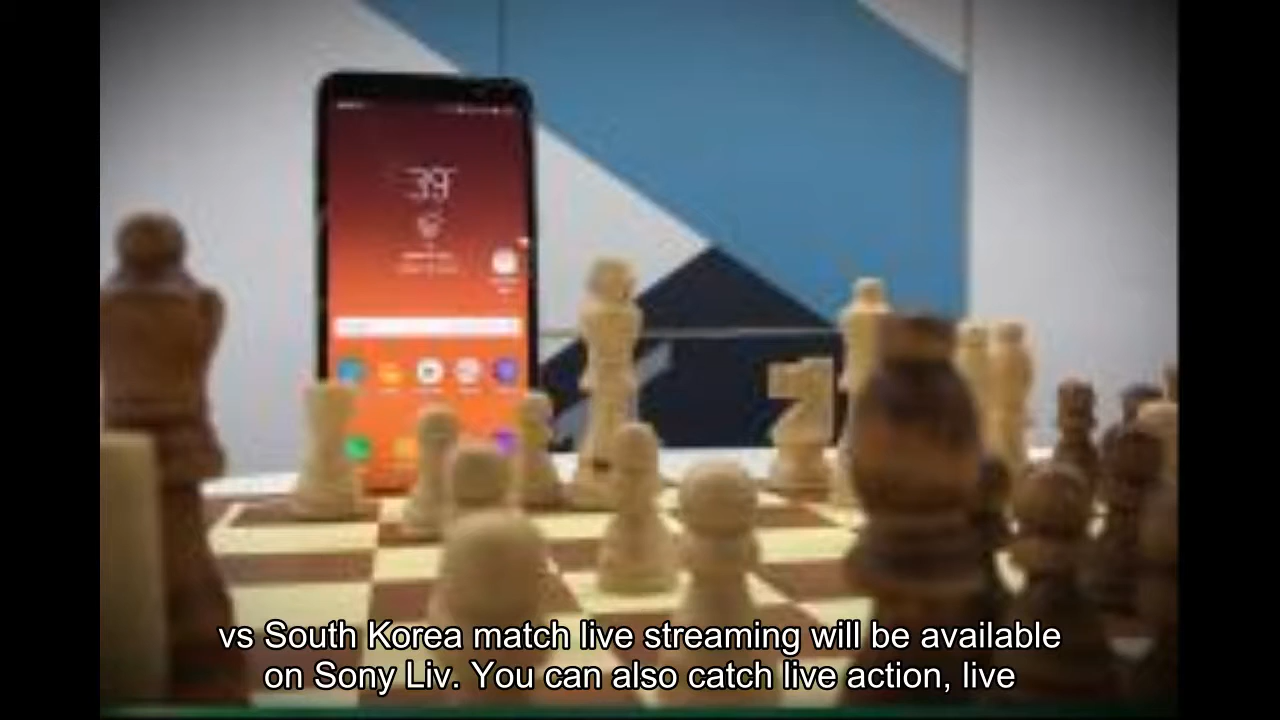 39°
vs South Korea match live streaming will be available
on Sony Liv. You can also catch live action, live